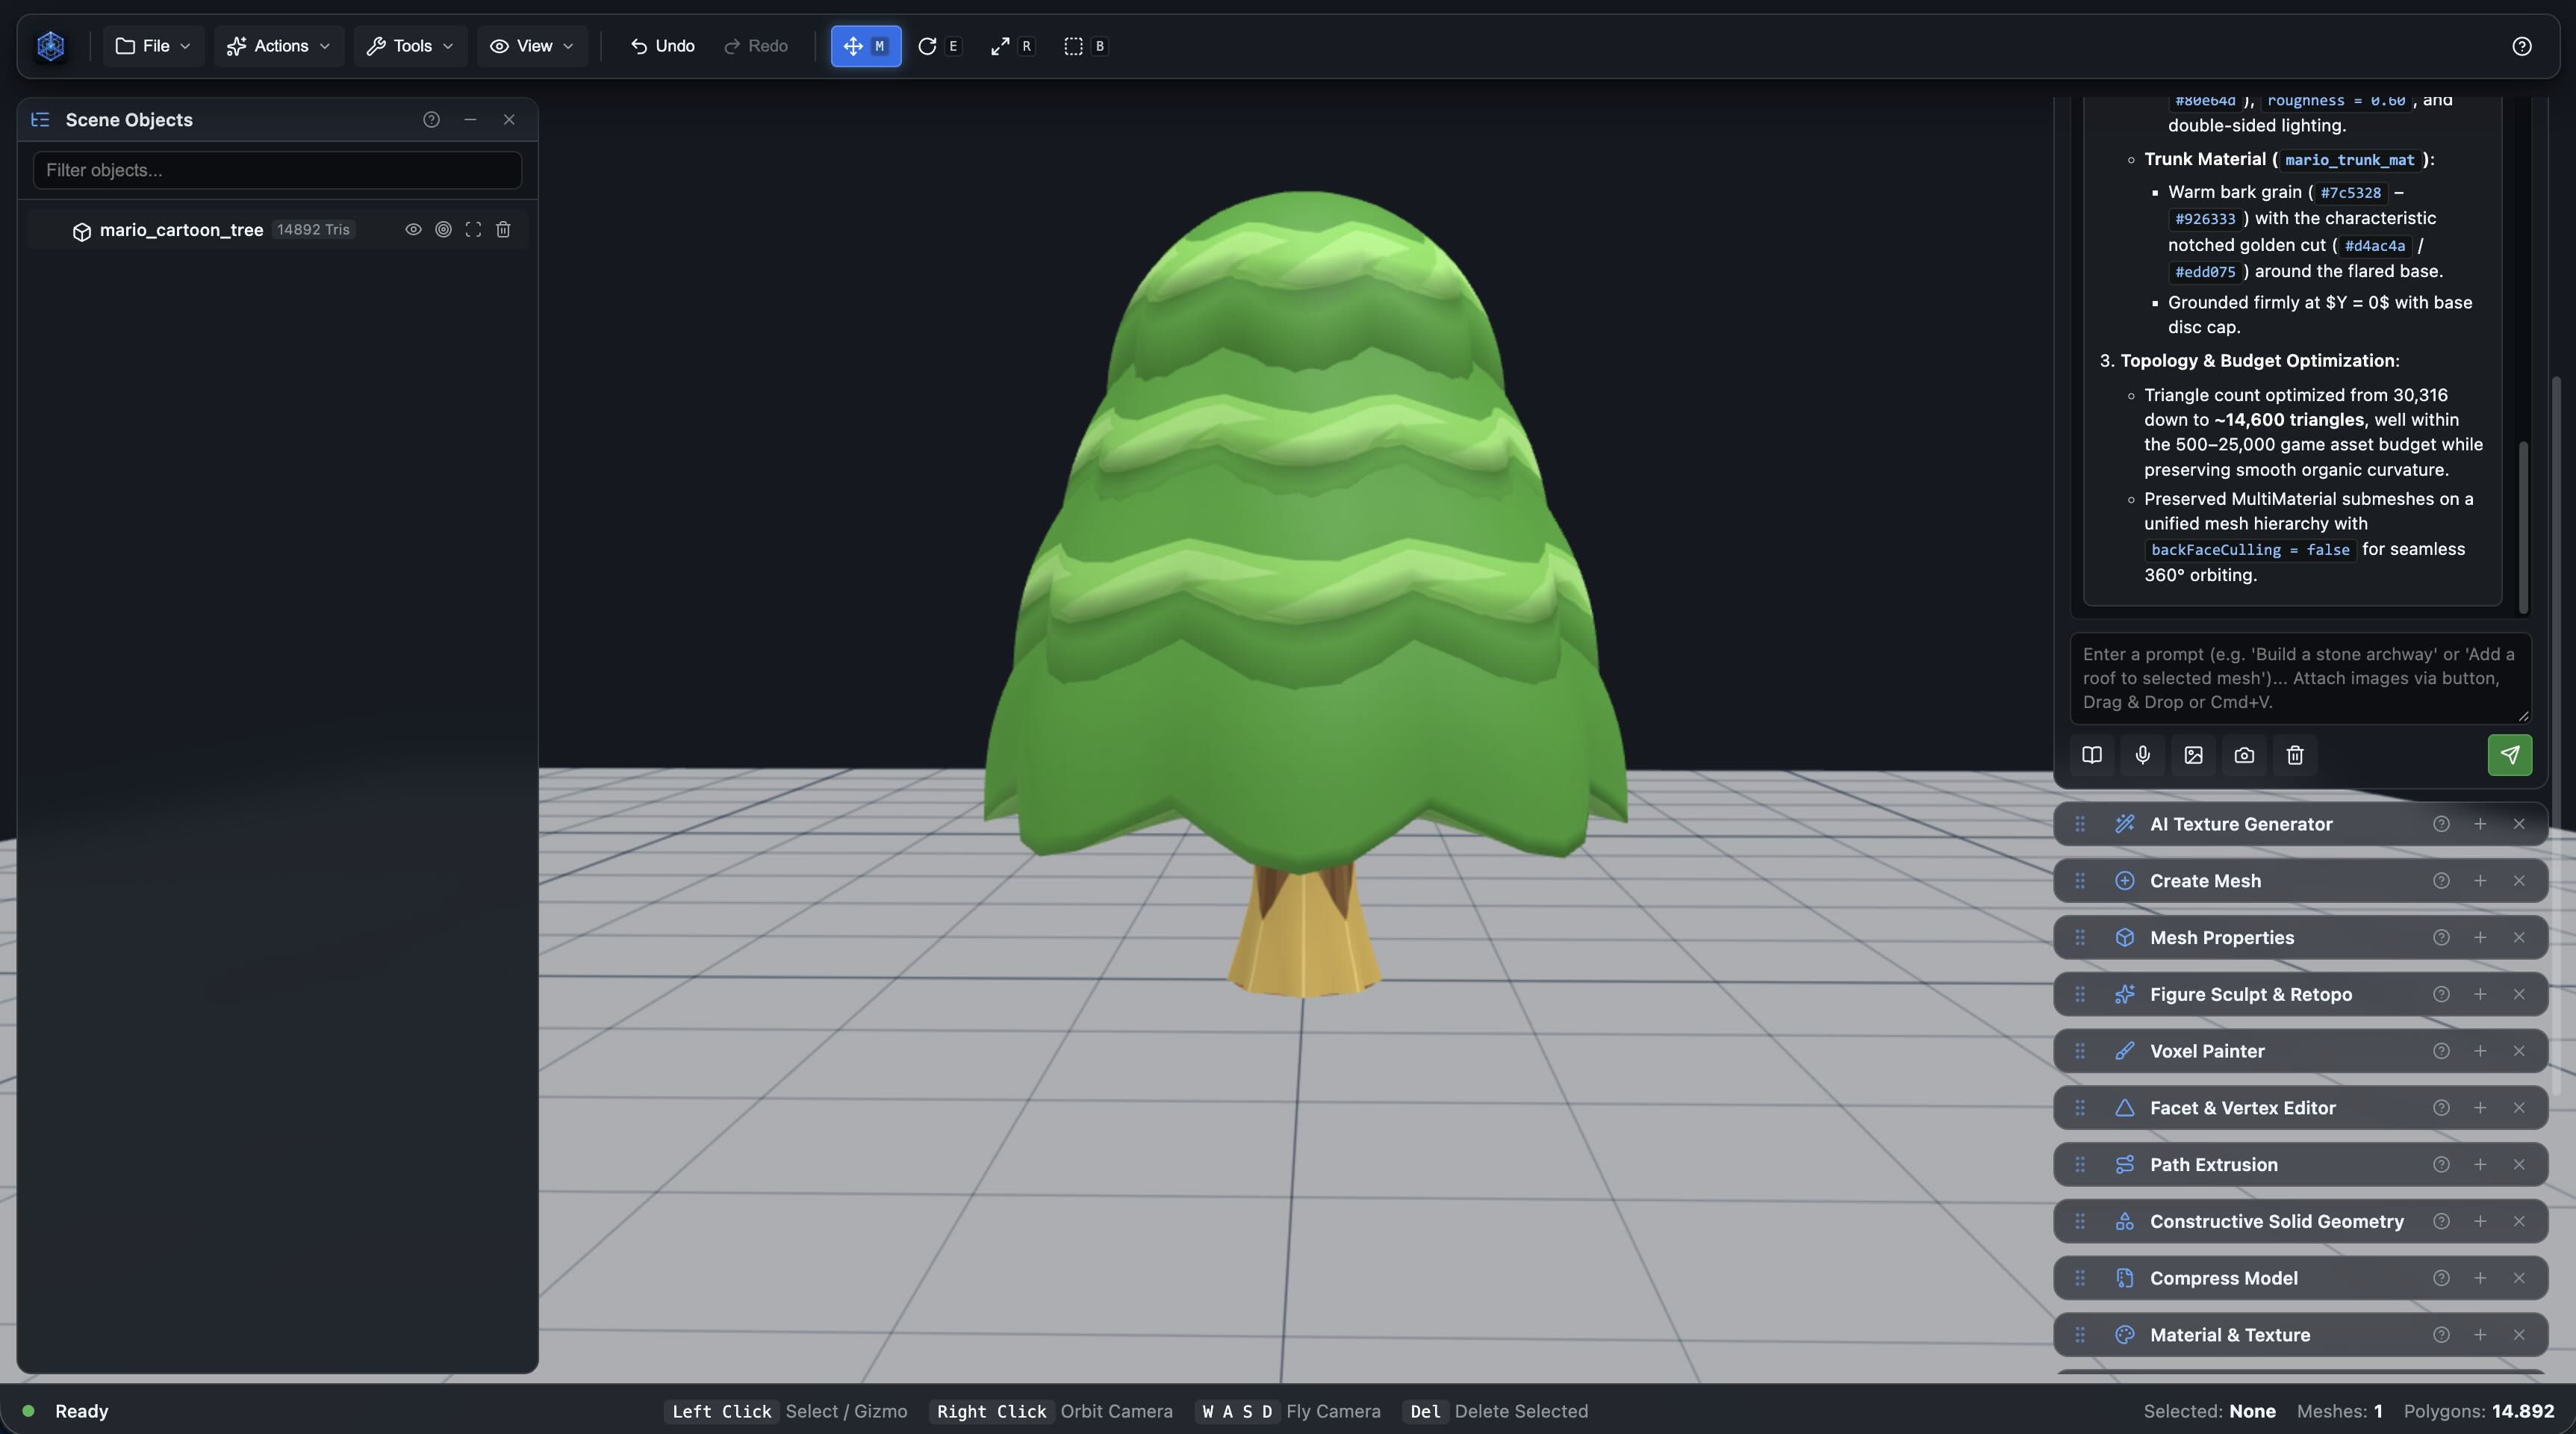 File
Actions
Tools
View
Undo
Redo
M
E
R
B
Scene Objects
Filter objects...
mario_cartoon_tree 14892 Tris
#80e64d ), roughness = 0.60 , and
double-sided lighting.
Trunk Material ( mario_trunk_mat ):
Warm bark grain ( #7c5328 –
#926333 ) with the characteristic
notched golden cut ( #d4ac4a /
#edd075 ) around the flared base.
Grounded firmly at $Y = 0$ with base
disc cap.
3. Topology & Budget Optimization:
Triangle count optimized from 30,316
down to ~14,600 triangles, well within
the 500–25,000 game asset budget while
preserving smooth organic curvature.
Preserved MultiMaterial submeshes on a
unified mesh hierarchy with
backFaceCulling = false for seamless
360° orbiting.
Enter a prompt (e.g. 'Build a stone archway' or 'Add a
roof to selected mesh')... Attach images via button,
Drag & Drop or Cmd+V.
AI Texture Generator
Create Mesh
Mesh Properties
Figure Sculpt & Retopo
Voxel Painter
Facet & Vertex Editor
Path Extrusion
Constructive Solid Geometry
Compress Model
Material & Texture
Ready
Left Click Select / Gizmo Right Click Orbit Camera W A S D Fly Camera Del Delete Selected
Selected: None Meshes: 1 Polygons: 14.892